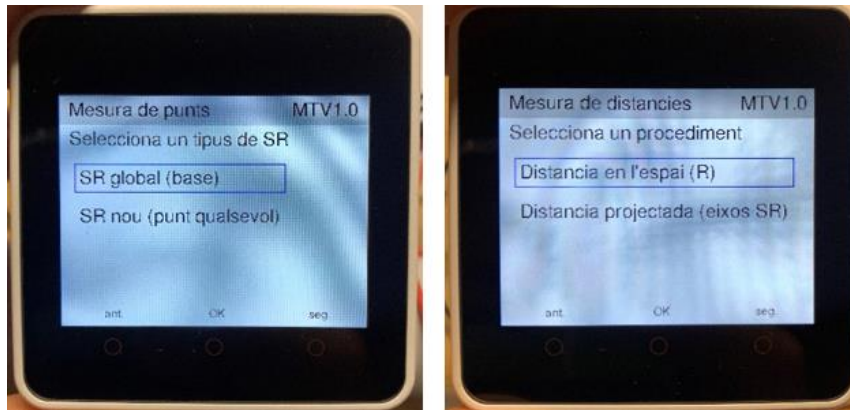 Mesura de punts MTV1.0
Selecciona un tipus de SR
SR global (base)
SR nou (punt qualsevol)
ant. OK seg.
Mesura de distancies MTV1.0
Selecciona un procediment
Distancia en l'espai (R)
Distancia projectada (eixos SR)
ant. OK seg.